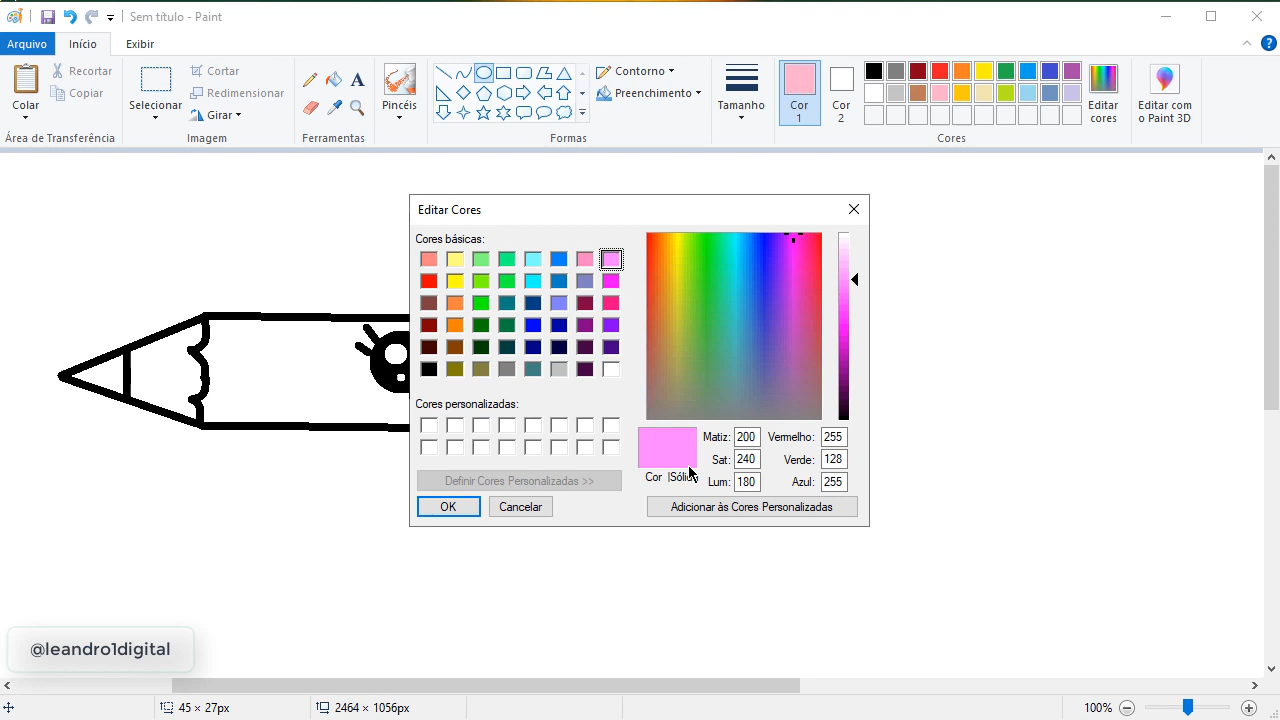 Sem título - Paint
Arquivo Início Exibir
Colar
Recortar
Copiar
Área de Transferência
Selecionar
Cortar
Redimensionar
Girar
Imagem
A
Ferramentas
Pincéis
Contorno
Preenchimento
Formas
Tamanho
Cor 1
Cor 2
Editar cores
Cores
Editar com o Paint 3D
?
Editar Cores
Cores básicas:
Cores personalizadas:
Definir Cores Personalizadas >>
OK Cancelar
Cor
Matiz: 200 Vermelho: 255
Sat: 240 Verde: 128
Lum: 180 Azul: 255
Adicionar às Cores Personalizadas
@leandro1digital
45 × 27px 2464 × 1056px 100%